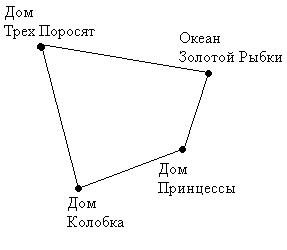 Дом
Трех Поросят
Океан
Золотой Рыбки
Дом
Принцессы
Дом
Колобка